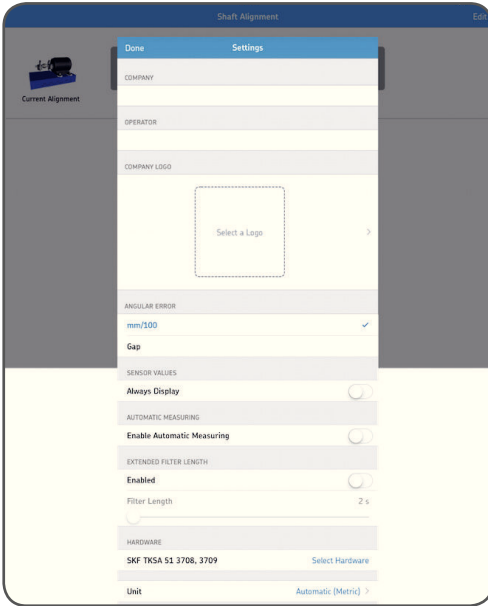 Shaft Alignment Edit
Done Settings
Current Alignment
COMPANY
OPERATOR
COMPANY LOGO
Select a Logo
ANGULAR ERROR
mm/100
Gap
SENSOR VALUES
Always Display
AUTOMATIC MEASURING
Enable Automatic Measuring
EXTENDED FILTER LENGTH
Enabled
Filter Length 2 s
HARDWARE
SKF TKSA 51 3708, 3709 Select Hardware
Unit Automatic (Metric)